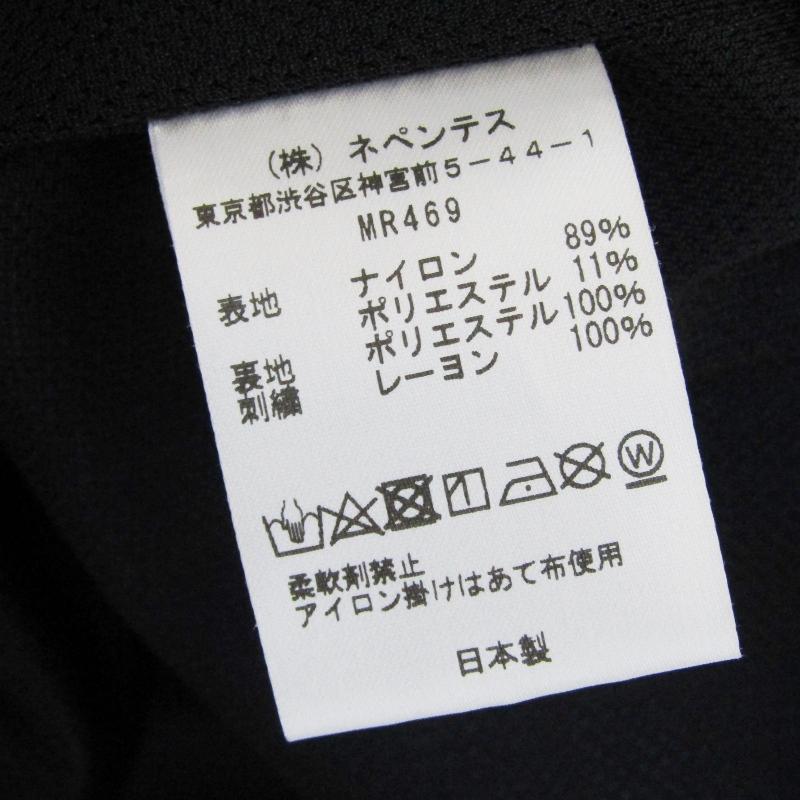 (株) ネペンテス
東京都渋谷区神宮前5-44-1
MR469
表地 ナイロン 89%
ポリエステル 11%
裏地 ポリエステル 100%
刺繍 レーヨン 100%
W
柔軟剤禁止
アイロン掛けはあて布使用
日本製